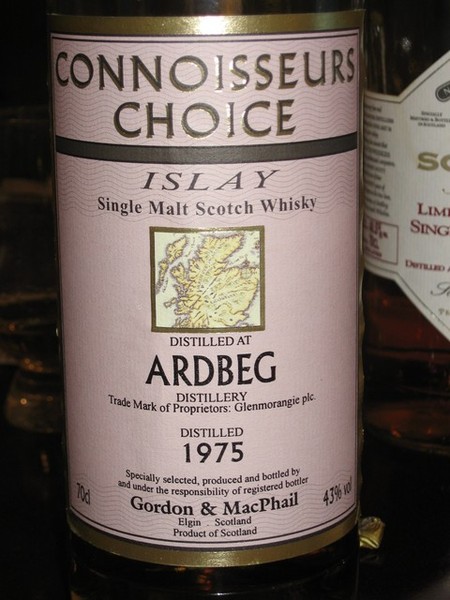 CONNOISSEURS
CHOICE
ISLAY
Single Malt Scotch Whisky
DISTILLED AT
ARDBEG
DISTILLERY
Trade Mark of Proprietors: Glenmorangie plc.
DISTILLED
1975
Specially selected, produced and bottled by
and under the responsibility of registered bottler
70cl
Gordon & MacPhail
43% vol
Elgin . Scotland
Product of Scotland
LIM
SING
DISTILLED A